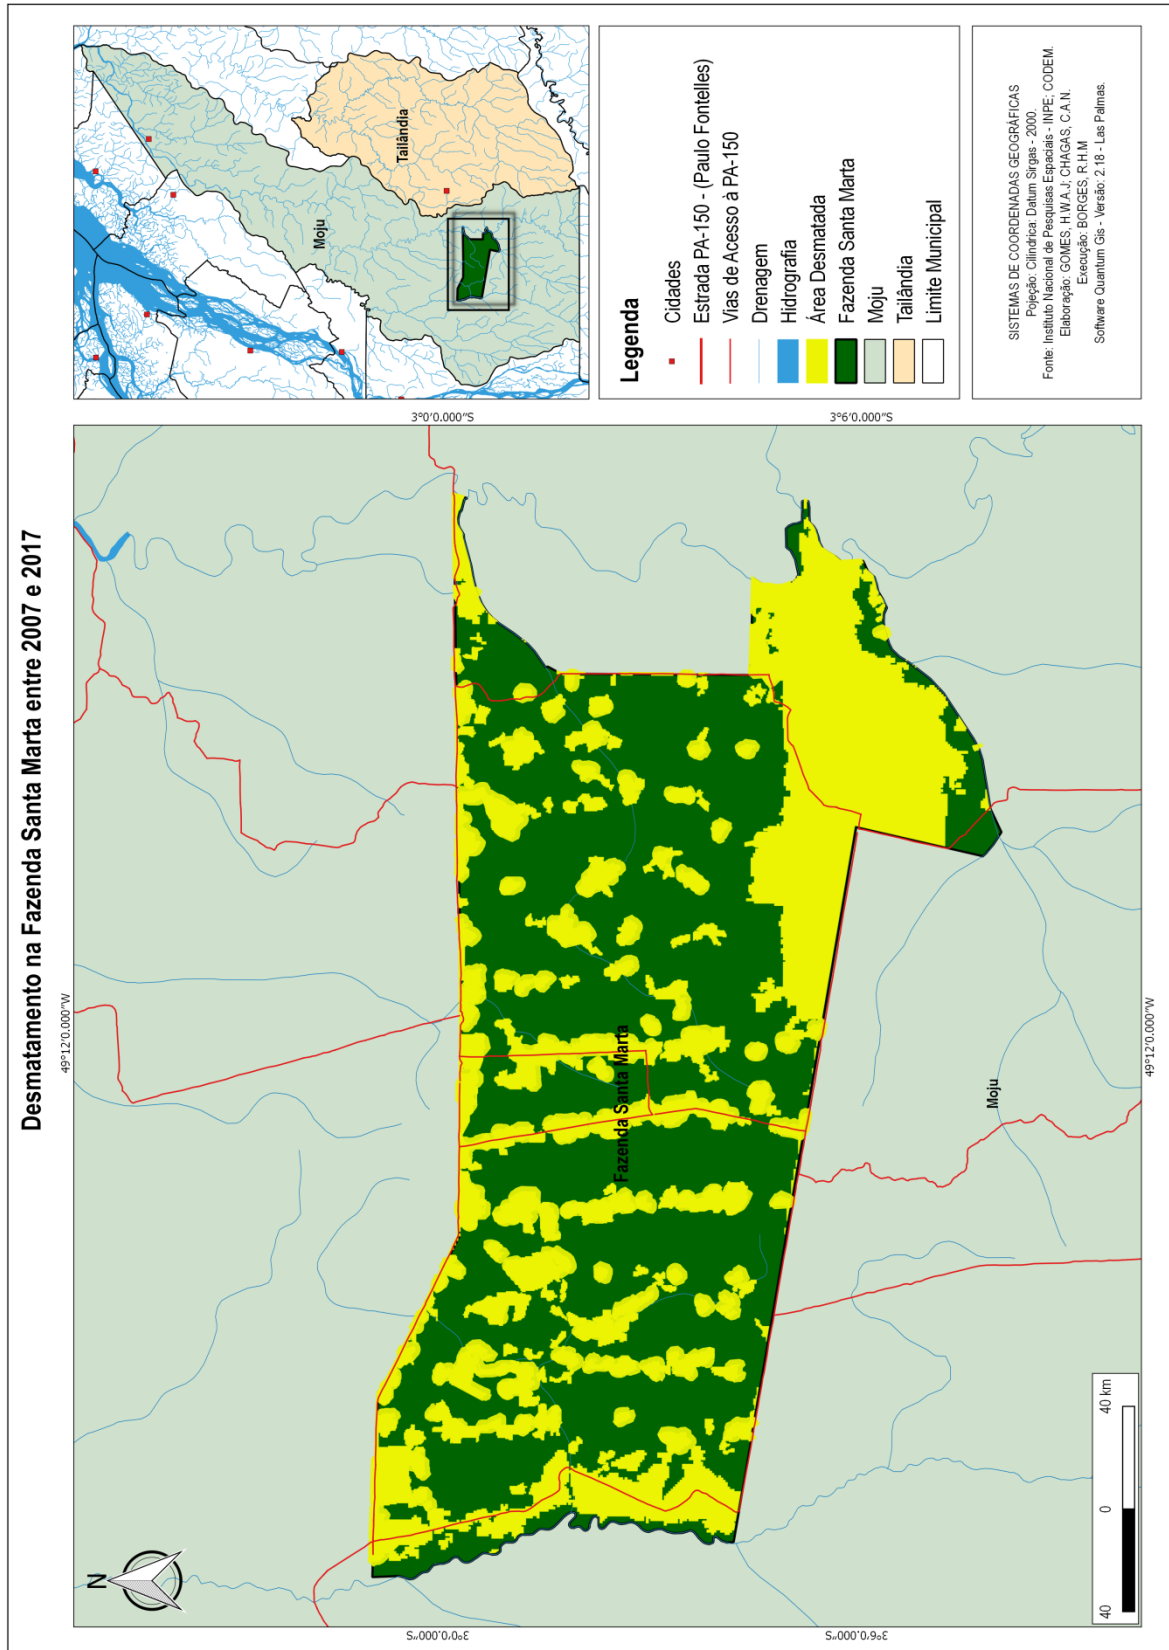 Desmatamento na Fazenda Santa Marta entre 2007 e 2017
49°12'0.000"W
3°0'0.000"S
3°6'0.000"S
N
Fazenda Santa Marta
Moju
40 0 40 km
3°0'0.000"S
3°6'0.000"S
49°12'0.000"W
Moju
Tailândia
Legenda
Cidades
Estrada PA-150 - (Paulo Fontelles)
Vias de Acesso à PA-150
Drenagem
Hidrografia
Área Desmatada
Fazenda Santa Marta
Moju
Tailândia
Limite Municipal
SISTEMAS DE COORDENADAS GEOGRÁFICAS
Pojeção: Cilíndrica: Datum Sirgas - 2000.
Fonte: Instituto Nacional de Pesquisas Espaciais - INPE; CODEM.
Elaboração: GOMES, H.W.A.J; CHAGAS, C.A.N.
Execução: BORGES, R.H.M
Software Quantum Gis - Versão: 2.18 - Las Palmas.